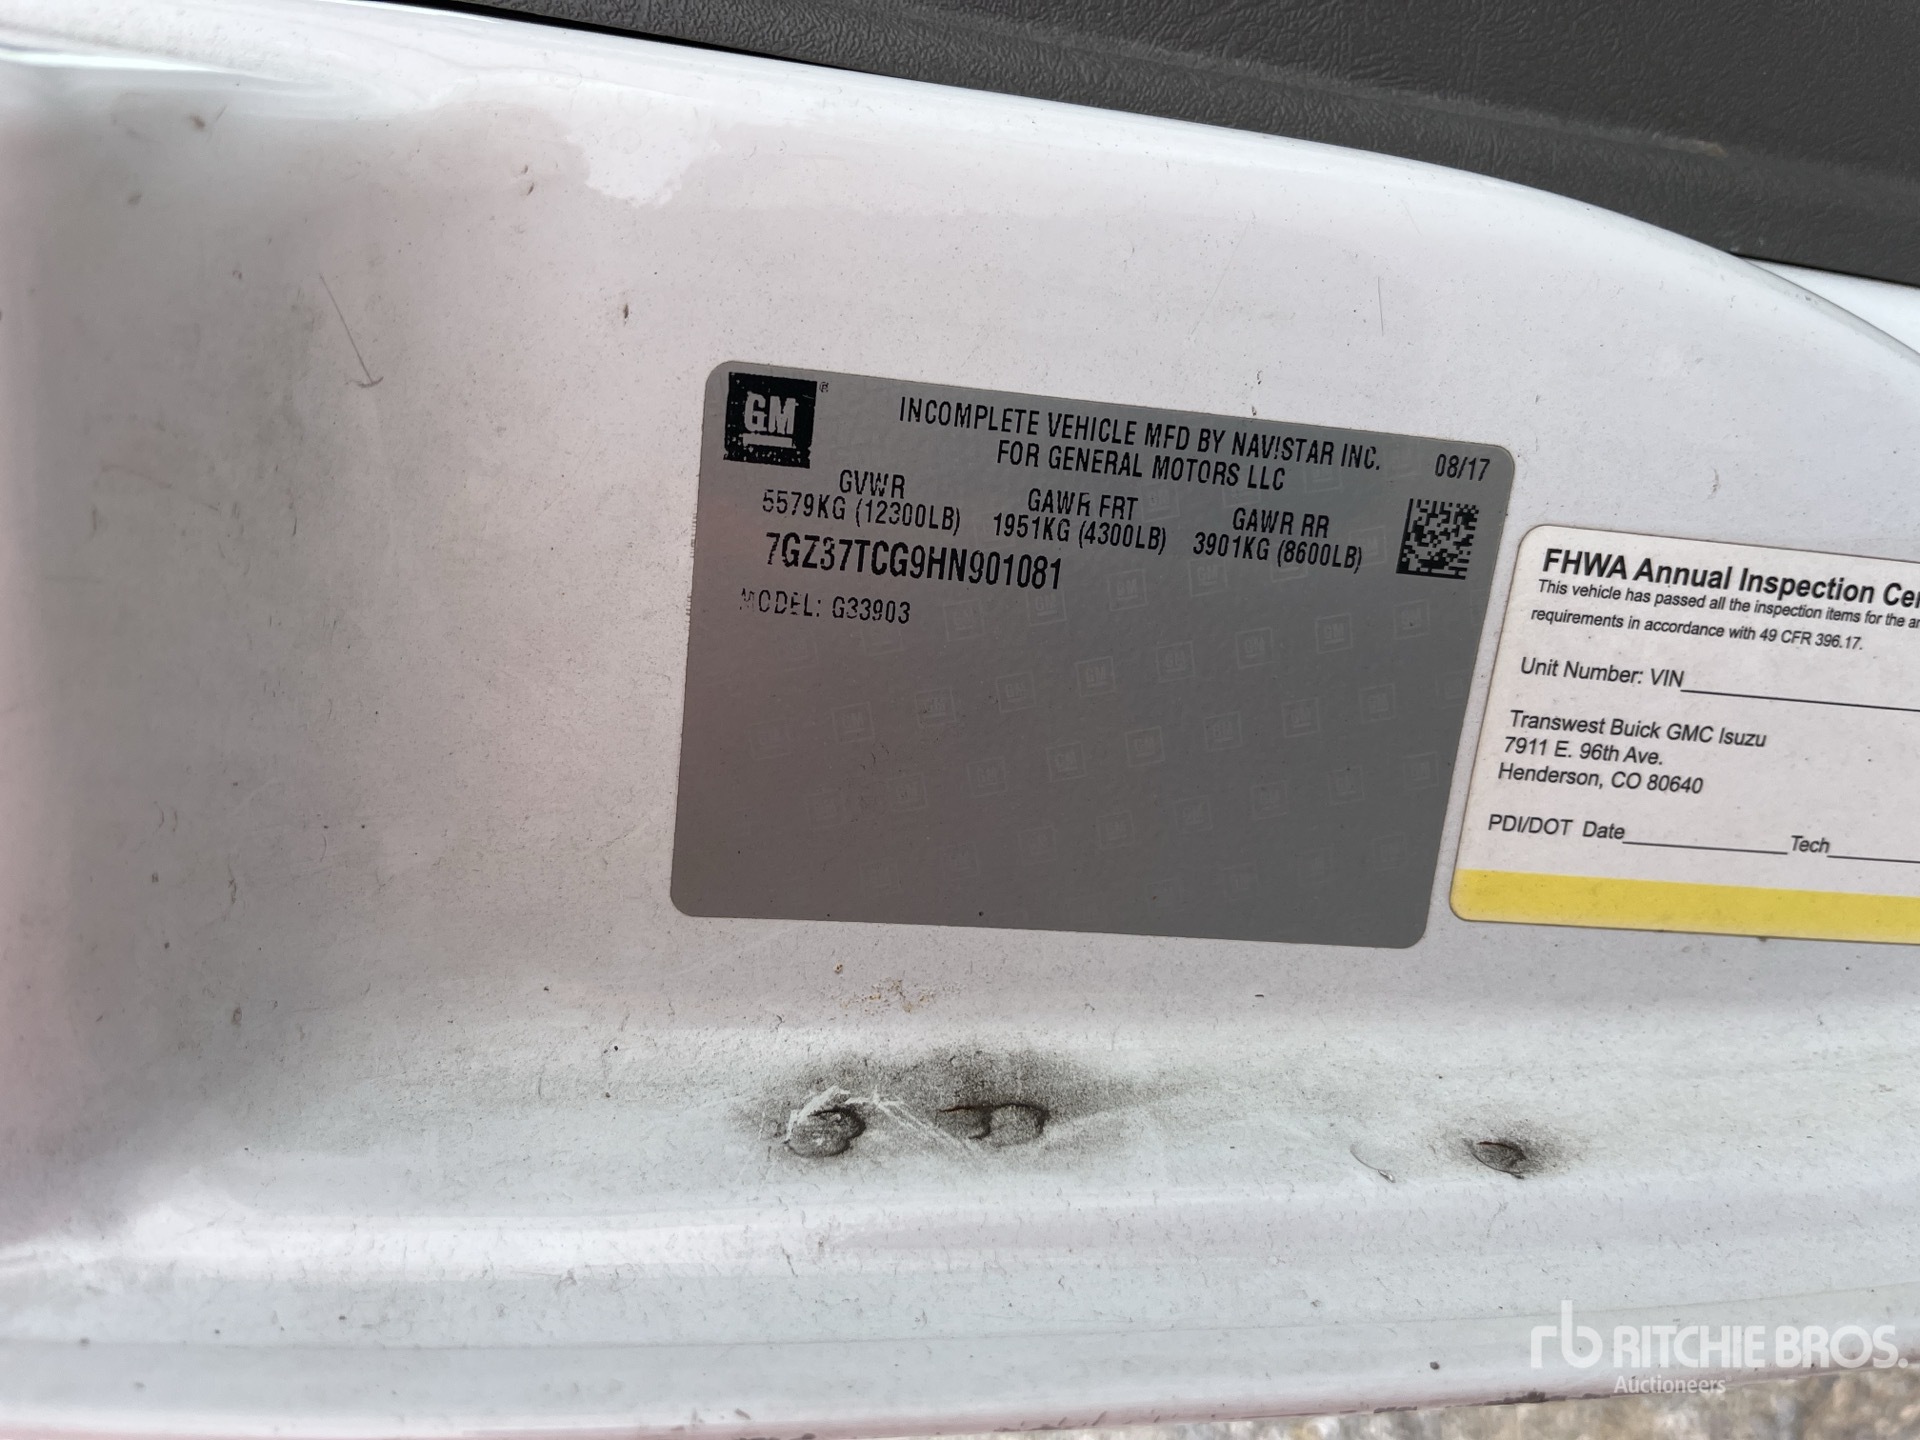 GM ®
INCOMPLETE VEHICLE MFD BY NAVISTAR INC. 08/17
FOR GENERAL MOTORS LLC
GVWR GAWR FRT GAWR RR
5579KG (12300LB) 1951KG (4300LB) 3901KG (8600LB)
7GZ37TCG9HN901081
MODEL: G33903
FHWA Annual Inspection Cer
This vehicle has passed all the inspection items for the an
requirements in accordance with 49 CFR 396.17.
Unit Number: VIN
Transwest Buick GMC Isuzu
7911 E. 96th Ave.
Henderson, CO 80640
PDI/DOT Date Tech
rb RITCHIE BROS.
Auctioneers